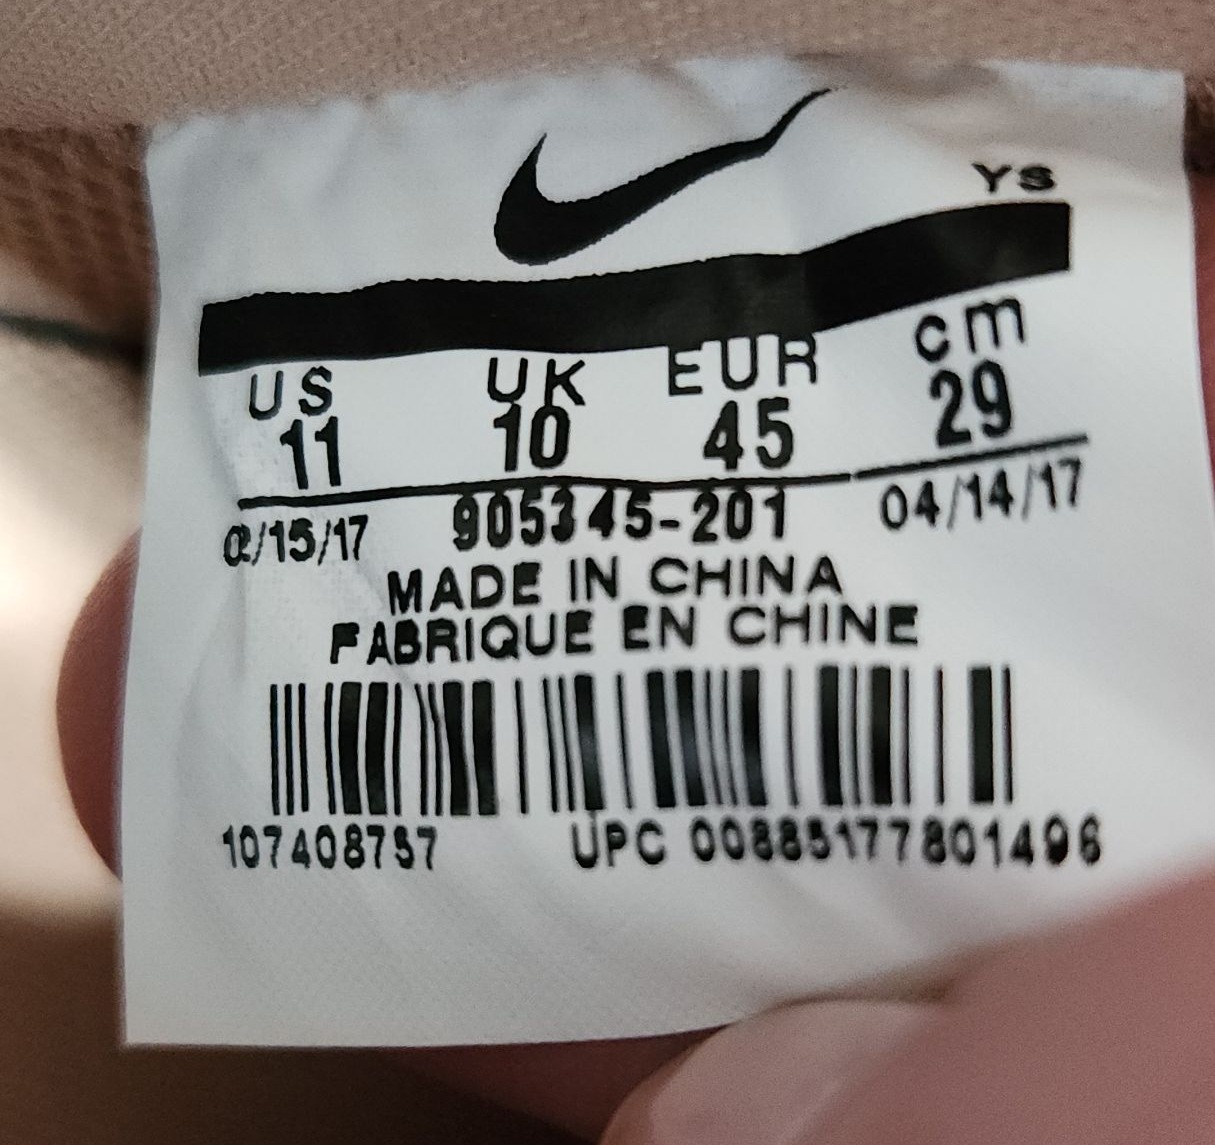 YS
US UK EUR cm
11 10 45 29
02/15/17 905345-201 04/14/17
MADE IN CHINA
FABRIQUE EN CHINE
107408757 UPC 00885177801496